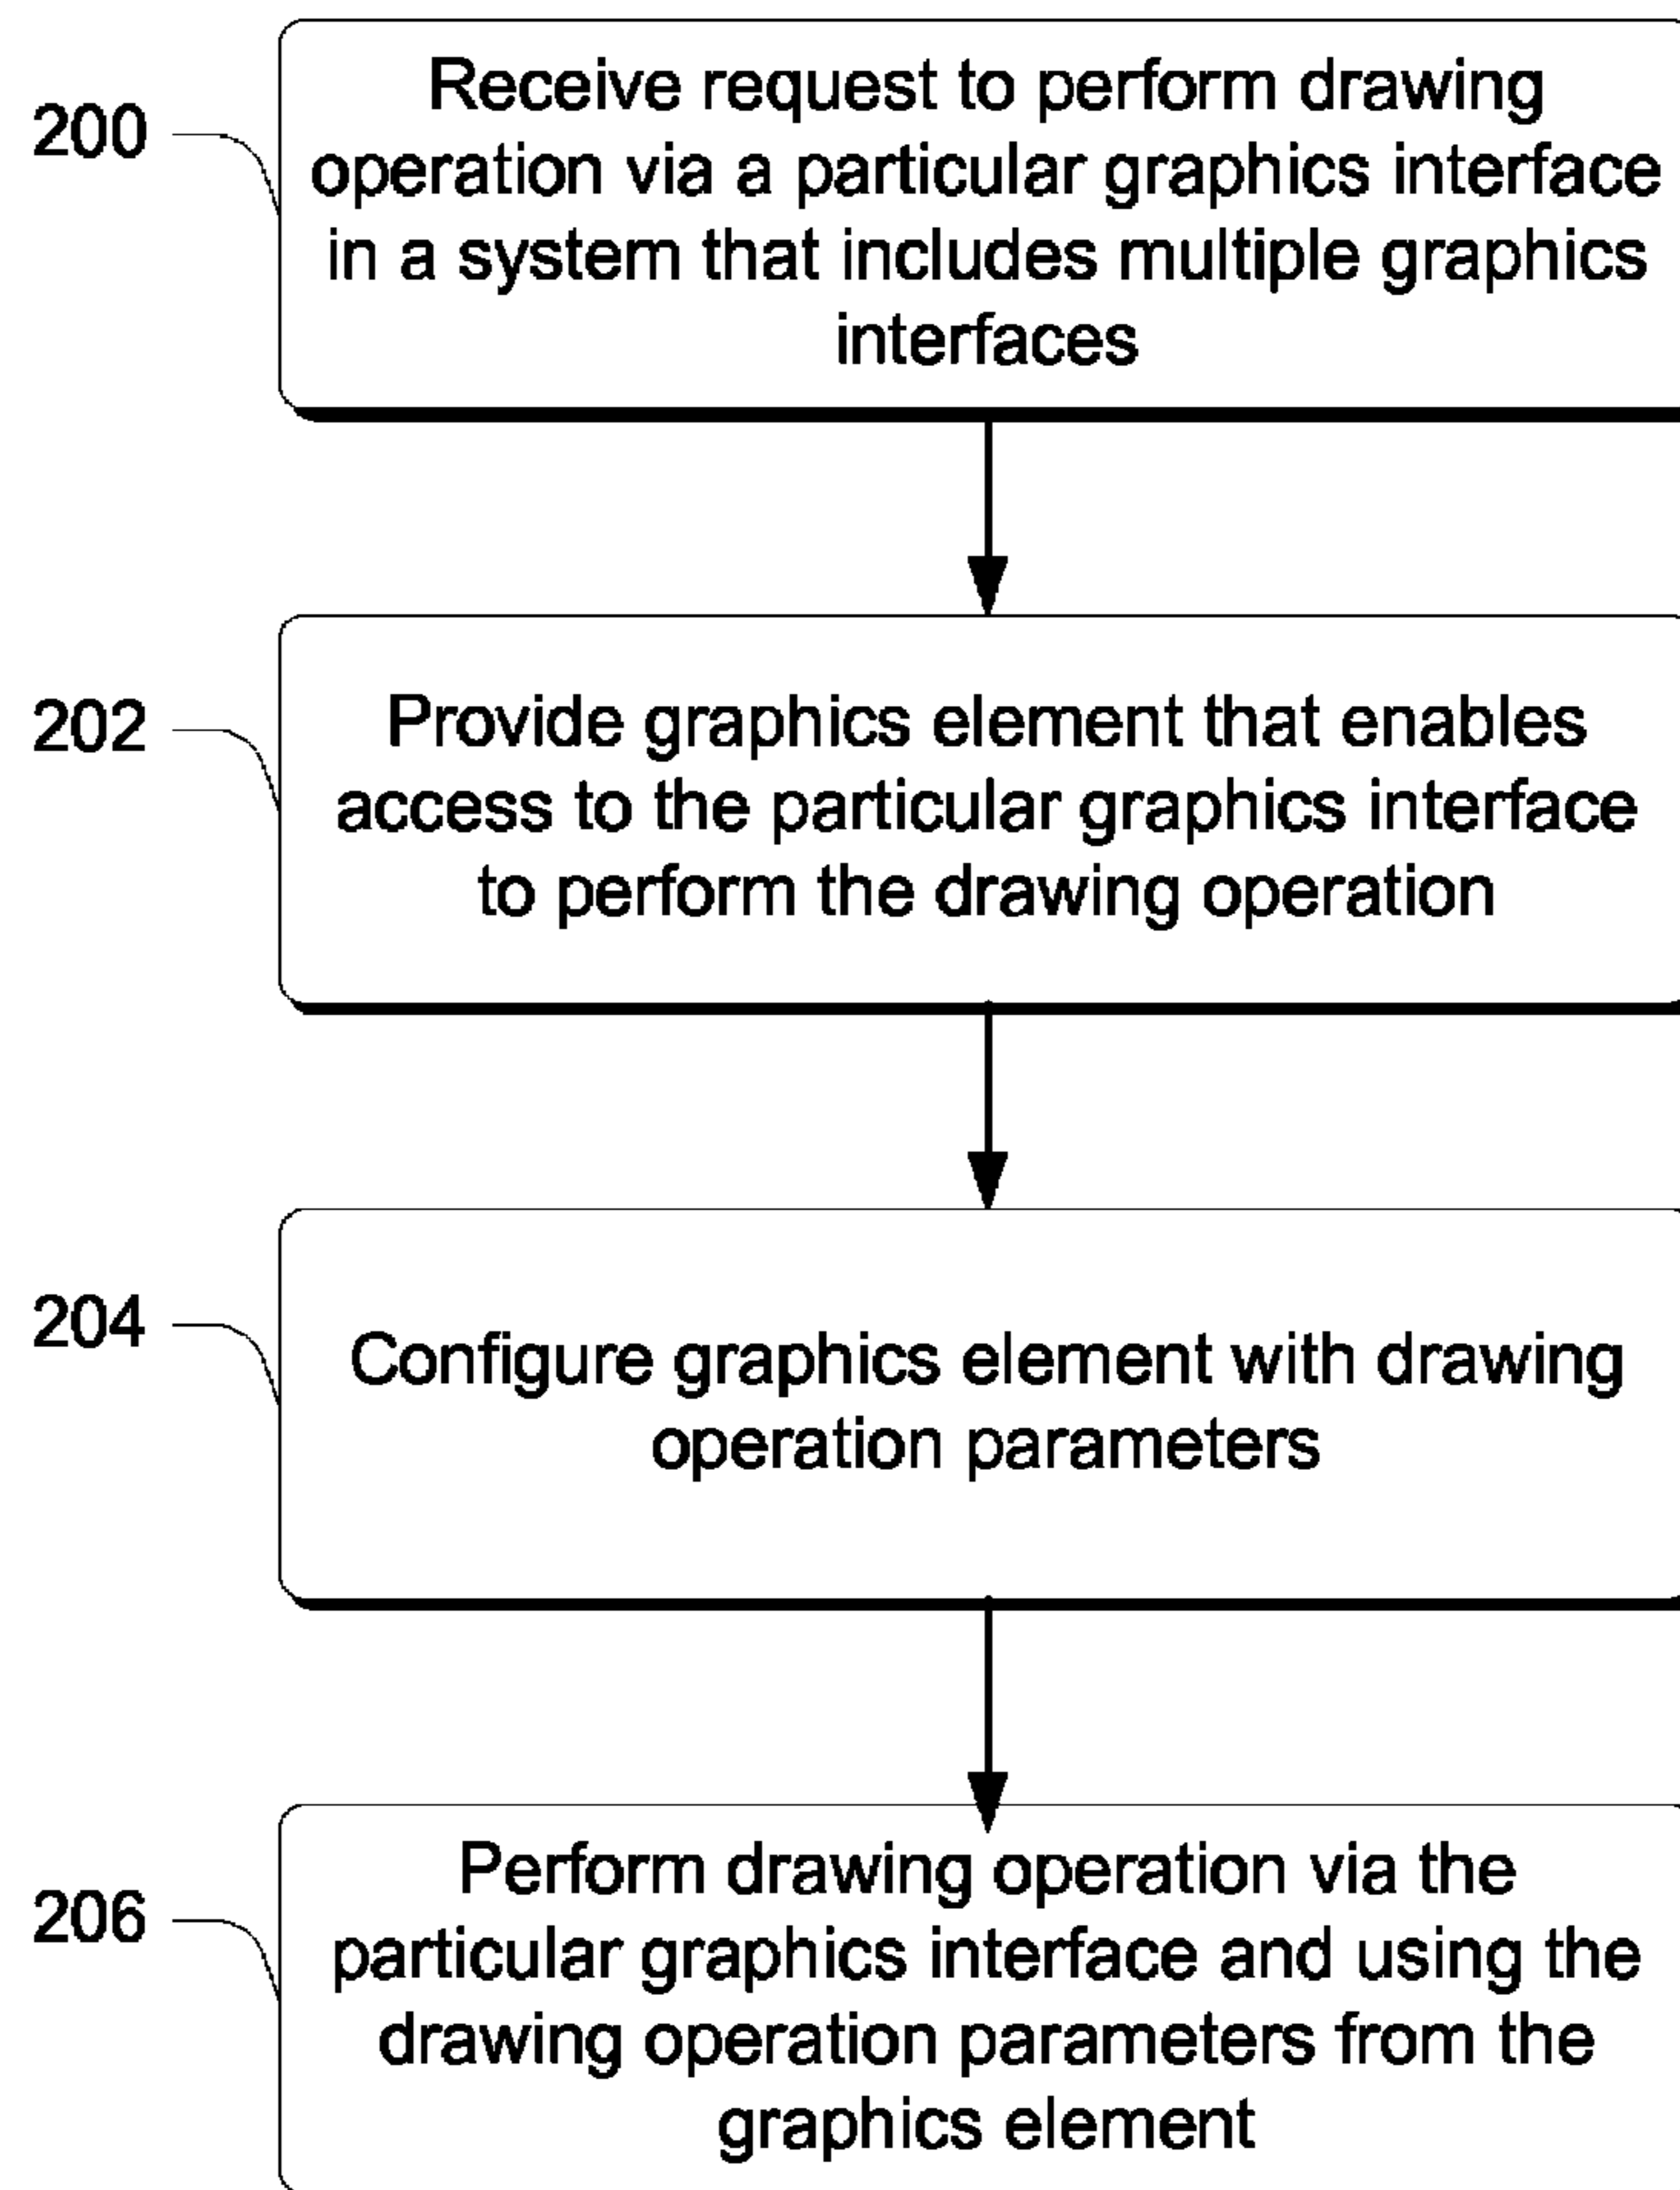 200
Receive request to perform drawing
operation via a particular graphics interface
in a system that includes multiple graphics
interfaces
202
Provide graphics element that enables
access to the particular graphics interface
to perform the drawing operation
204
Configure graphics element with drawing
operation parameters
206
Perform drawing operation via the
particular graphics interface and using the
drawing operation parameters from the
graphics element